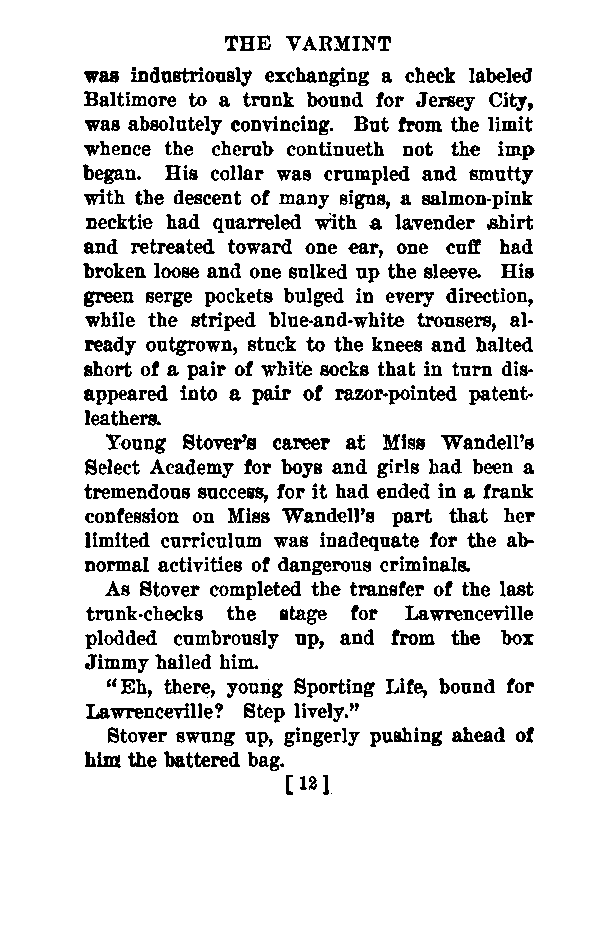 THE VARMINT
was industriously exchanging a check labeled
Baltimore to a trunk bound for Jersey City,
was absolutely convincing. But from the limit
whence the cherub continueth not the imp
began. His collar was crumpled and smutty
with the descent of many signs, a salmon-pink
necktie had quarreled with a lavender shirt
and retreated toward one ear, one cuff had
broken loose and one sulked up the sleeve. His
green serge pockets bulged in every direction,
while the striped blue-and-white trousers, al-
ready outgrown, stuck to the knees and halted
short of a pair of white socks that in turn dis-
appeared into a pair of razor-pointed patent-
leathers.
Young Stover's career at Miss Wandell's
Select Academy for boys and girls had been a
tremendous success, for it had ended in a frank
confession on Miss Wandell's part that her
limited curriculum was inadequate for the ab-
normal activities of dangerous criminals.
As Stover completed the transfer of the last
trunk-checks the stage for Lawrenceville
plodded cumbrously up, and from the box
Jimmy hailed him.
"Eh, there, young Sporting Life, bound for
Lawrenceville? Step lively."
Stover swung up, gingerly pushing ahead of
him the battered bag.
[12]